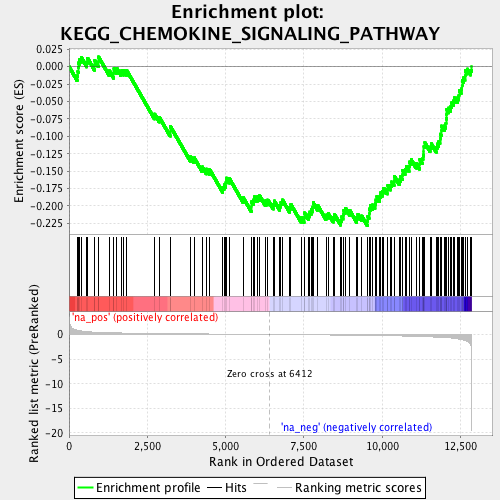 Enrichment plot:
KEGG_CHEMOKINE_SIGNALING_PATHWAY
Enrichment score (ES)
0.025
0.000
-0.025
-0.050
-0.075
-0.100
-0.125
-0.150
-0.175
-0.200
-0.225
'na_pos' (positively correlated)
Ranked list metric (PreRanked)
0
-5
-10
-15
-20
Zero cross at 6412
'na_neg' (negatively correlated)
0
2,500
5,000
7,500
10,000
12,500
Rank in Ordered Dataset
Enrichment profile
Hits
Ranking metric scores